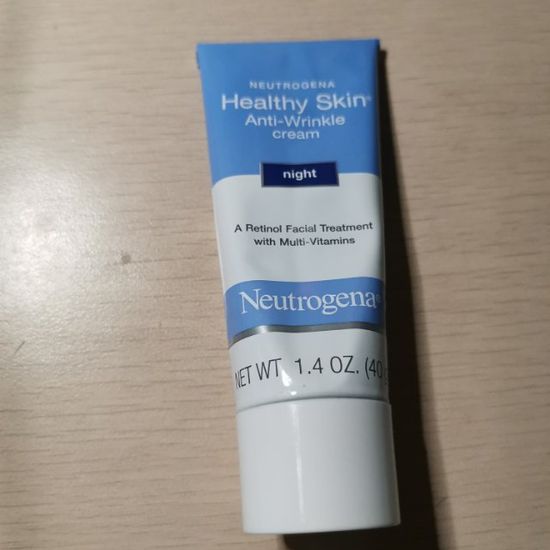 NEUTROGENA
Healthy Skin®
Anti-Wrinkle
cream
night
A Retinol Facial Treatment
with Multi-Vitamins
Neutrogena®
NET WT. 1.4 OZ. (40